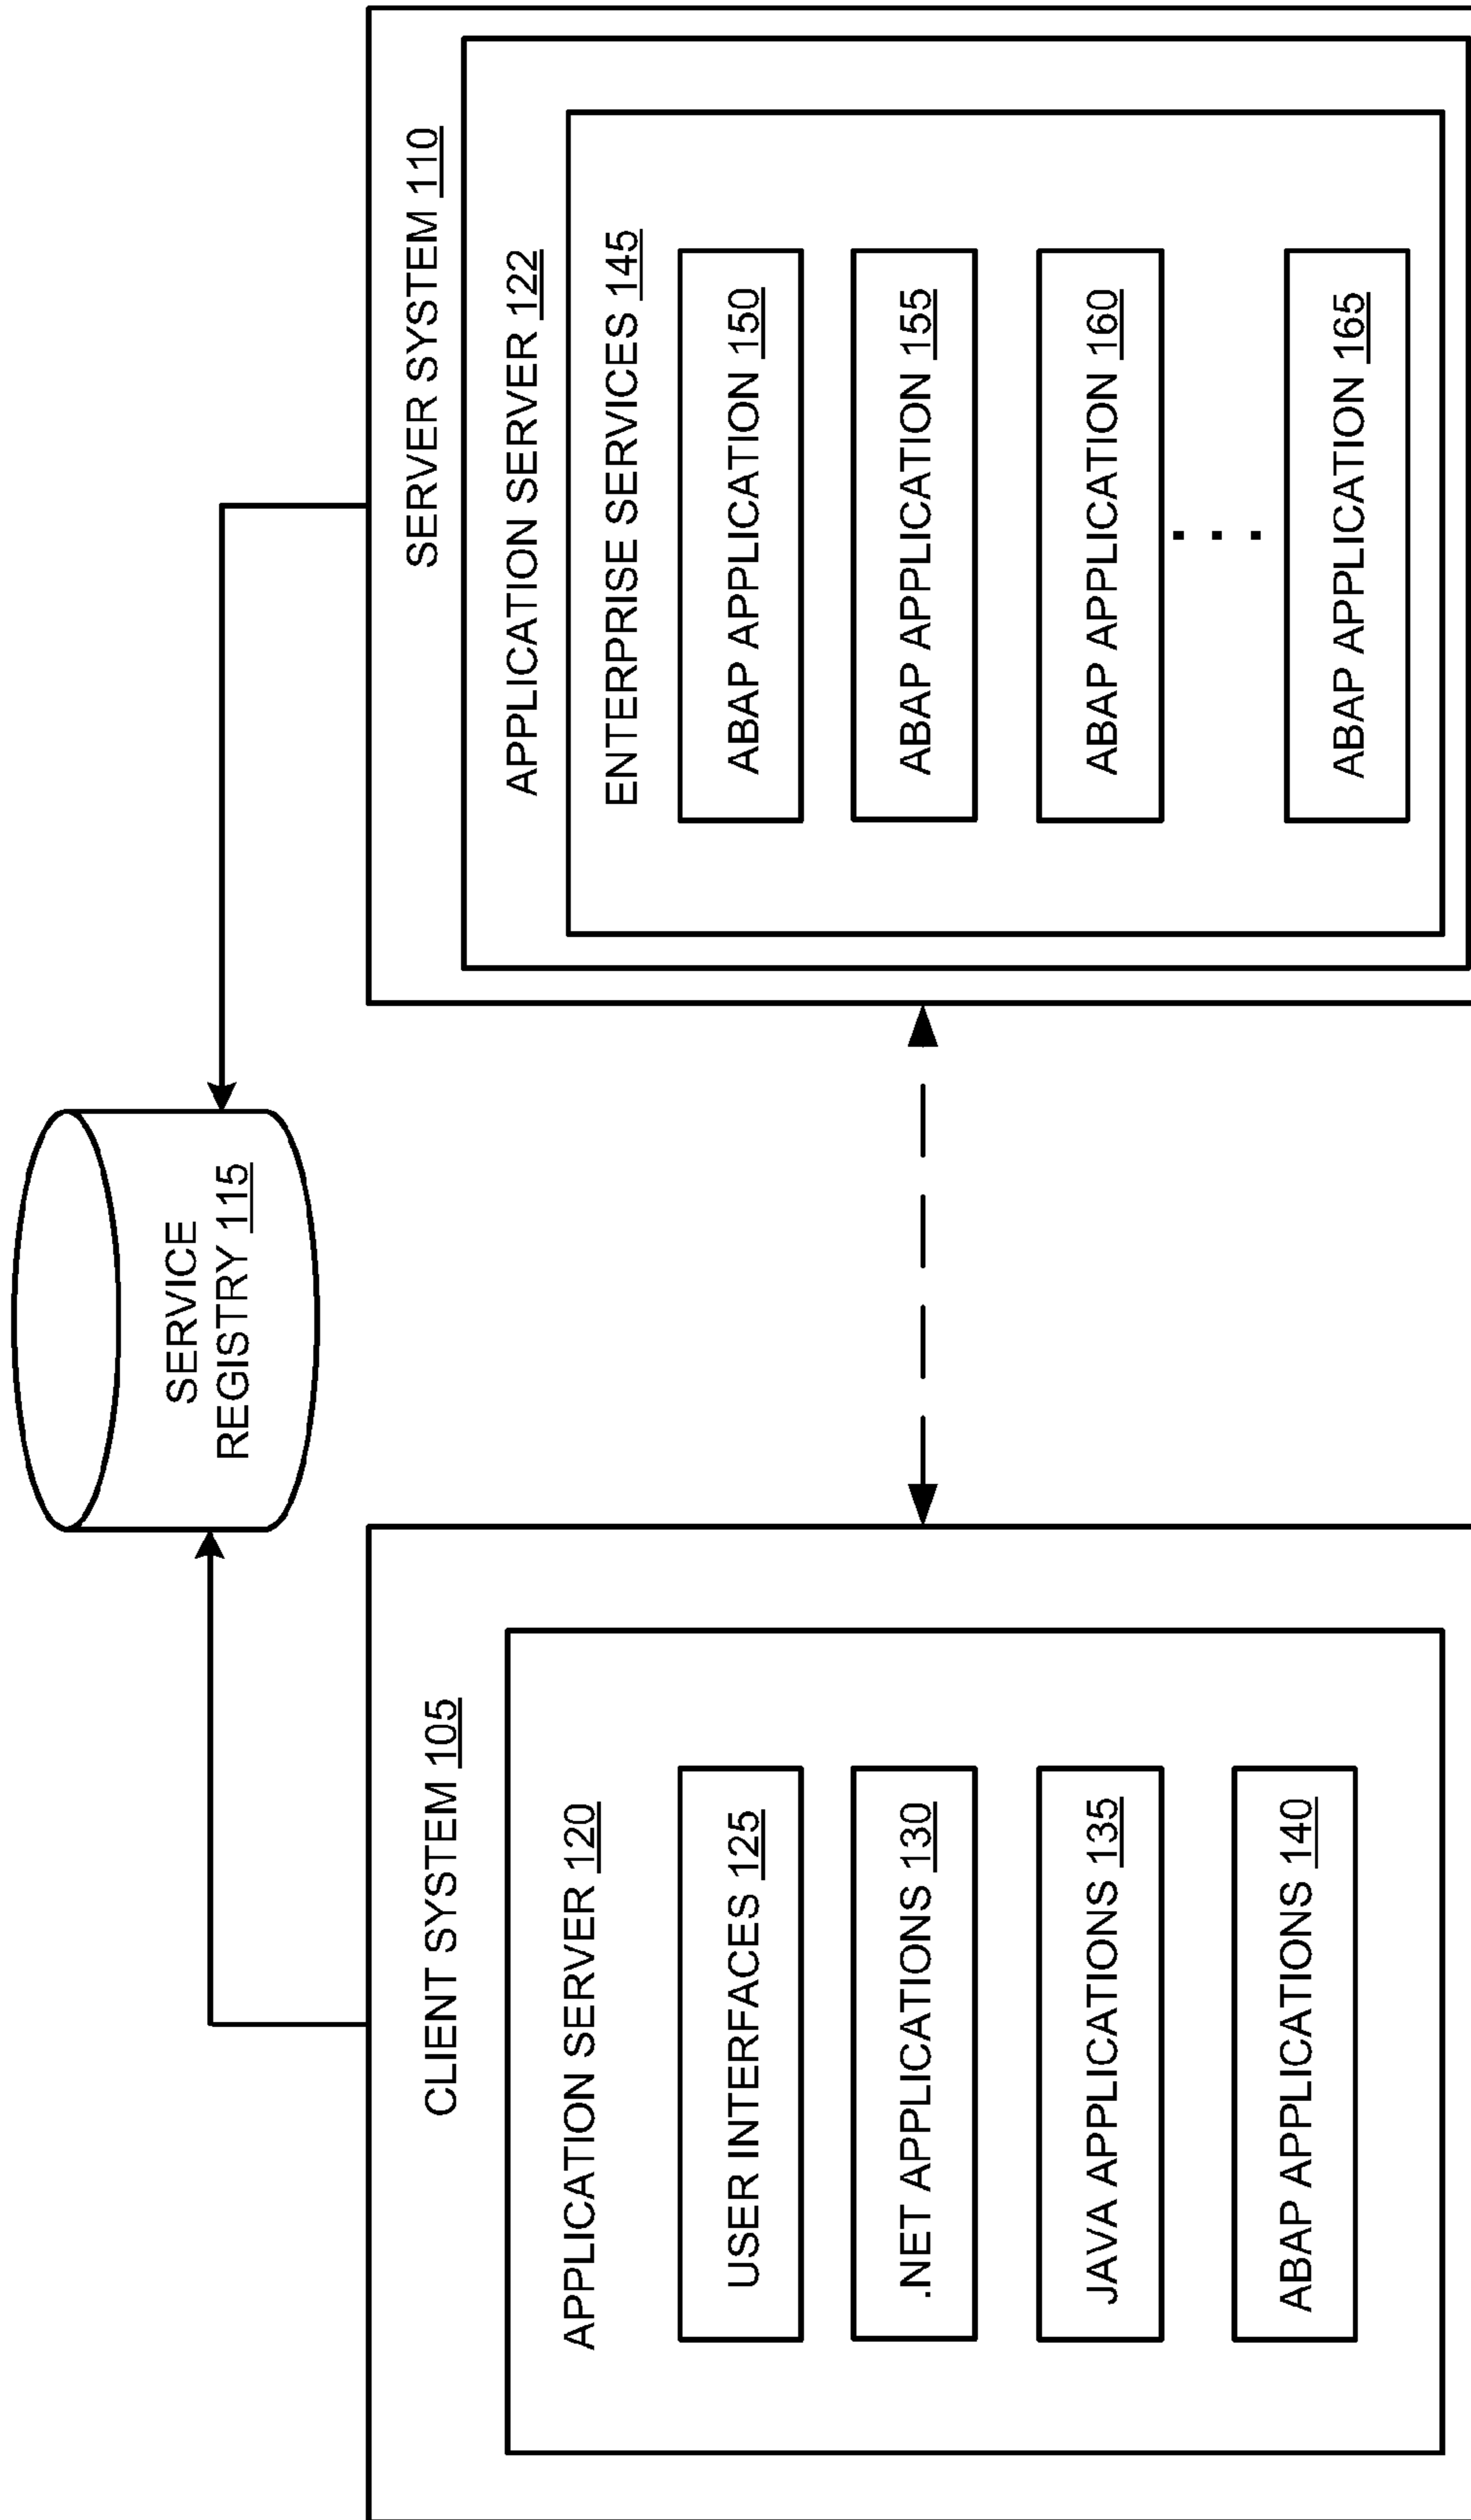 SERVICE
REGISTRY 115
CLIENT SYSTEM 105
APPLICATION SERVER 120
USER INTERFACES 125
.NET APPLICATIONS 130
JAVA APPLICATIONS 135
ABAP APPLICATIONS 140
SERVER SYSTEM 110
APPLICATION SERVER 122
ENTERPRISE SERVICES 145
ABAP APPLICATION 150
ABAP APPLICATION 155
ABAP APPLICATION 160
. . .
ABAP APPLICATION 165